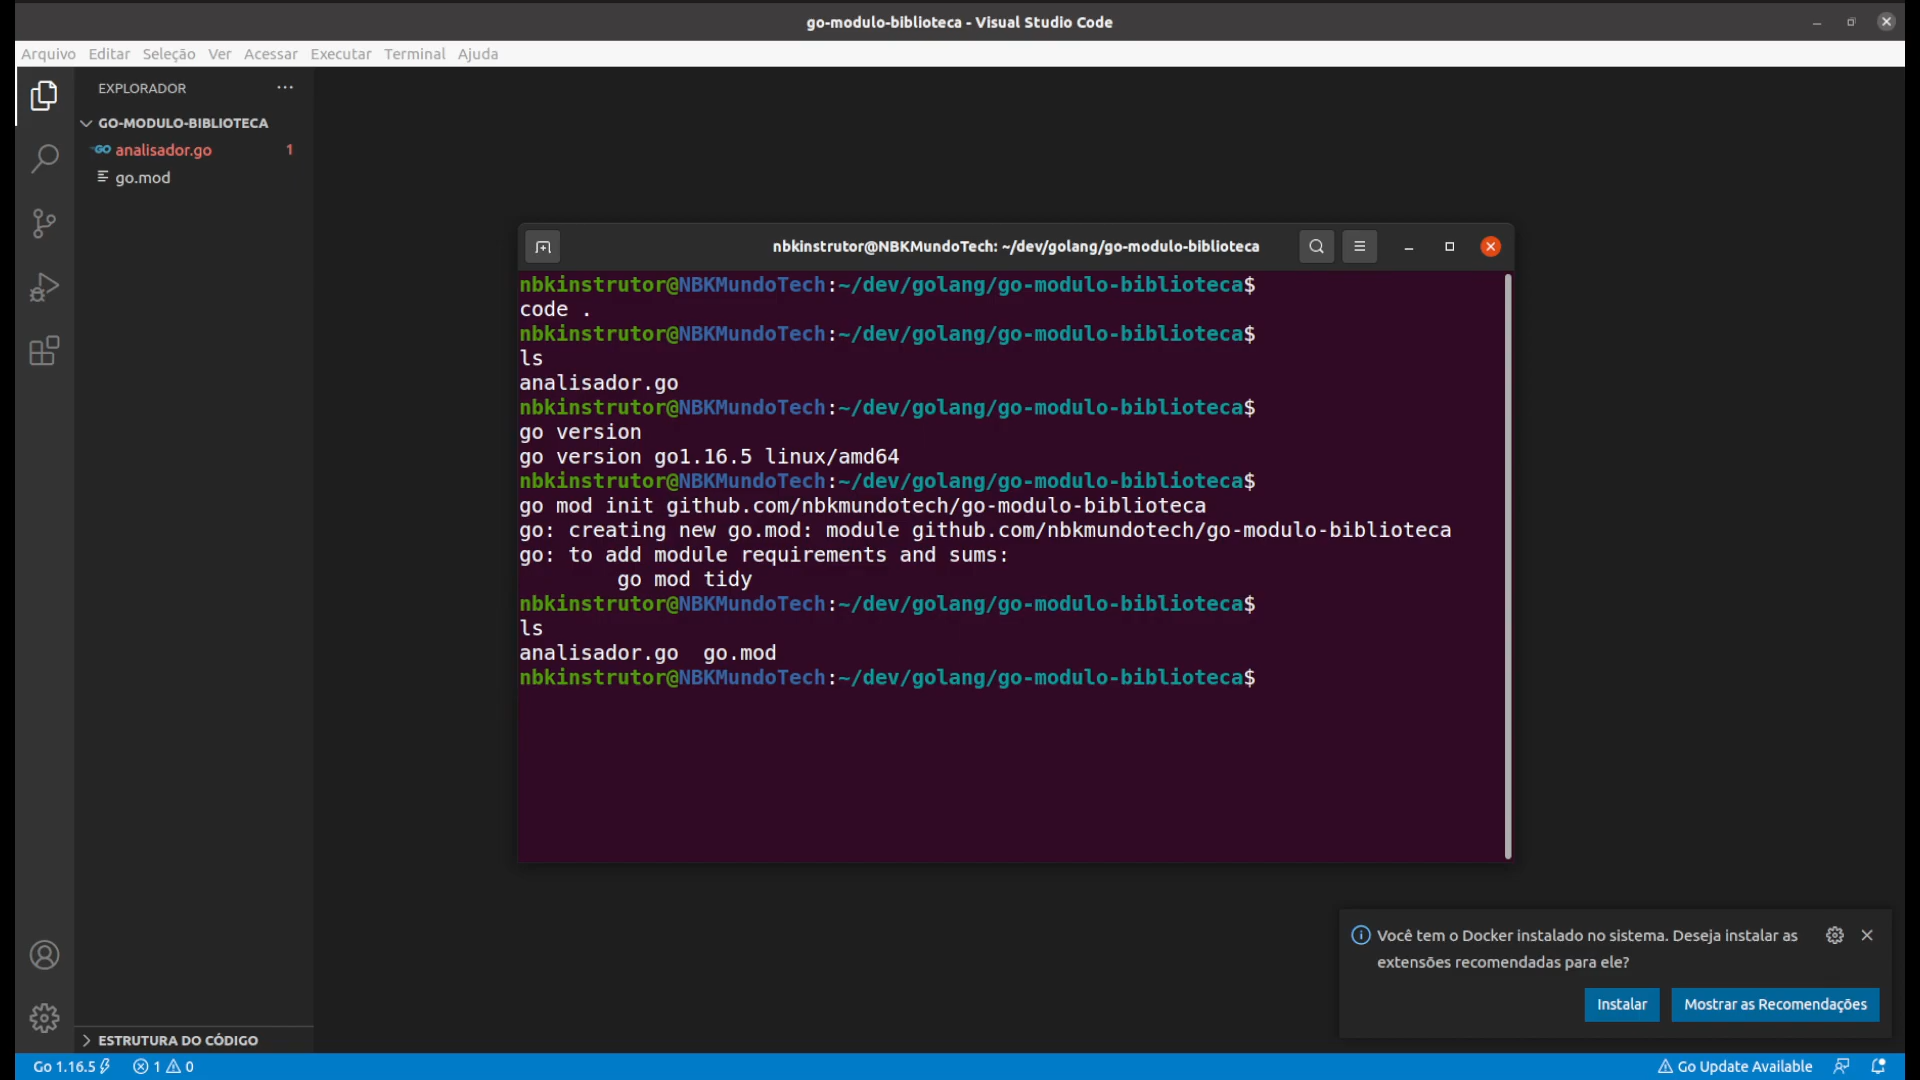 go-modulo-biblioteca - Visual Studio Code
Arquivo Editar Seleção Ver Acessar Executar Terminal Ajuda
EXPLORADOR
GO-MODULO-BIBLIOTECA
GO analisador.go 1
go.mod
nbkinstrutor@NBKMundoTech: ~/dev/golang/go-modulo-biblioteca
nbkinstrutor@NBKMundoTech:~/dev/golang/go-modulo-biblioteca$
code .
nbkinstrutor@NBKMundoTech:~/dev/golang/go-modulo-biblioteca$
ls
analisador.go
nbkinstrutor@NBKMundoTech:~/dev/golang/go-modulo-biblioteca$
go version
go version go1.16.5 linux/amd64
nbkinstrutor@NBKMundoTech:~/dev/golang/go-modulo-biblioteca$
go mod init github.com/nbkmundotech/go-modulo-biblioteca
go: creating new go.mod: module github.com/nbkmundotech/go-modulo-biblioteca
go: to add module requirements and sums:
go mod tidy
nbkinstrutor@NBKMundoTech:~/dev/golang/go-modulo-biblioteca$
ls
analisador.go go.mod
nbkinstrutor@NBKMundoTech:~/dev/golang/go-modulo-biblioteca$
Você tem o Docker instalado no sistema. Deseja instalar as
extensões recomendadas para ele?
Instalar Mostrar as Recomendações
ESTRUTURA DO CÓDIGO
Go 1.16.5 1 0 Go Update Available